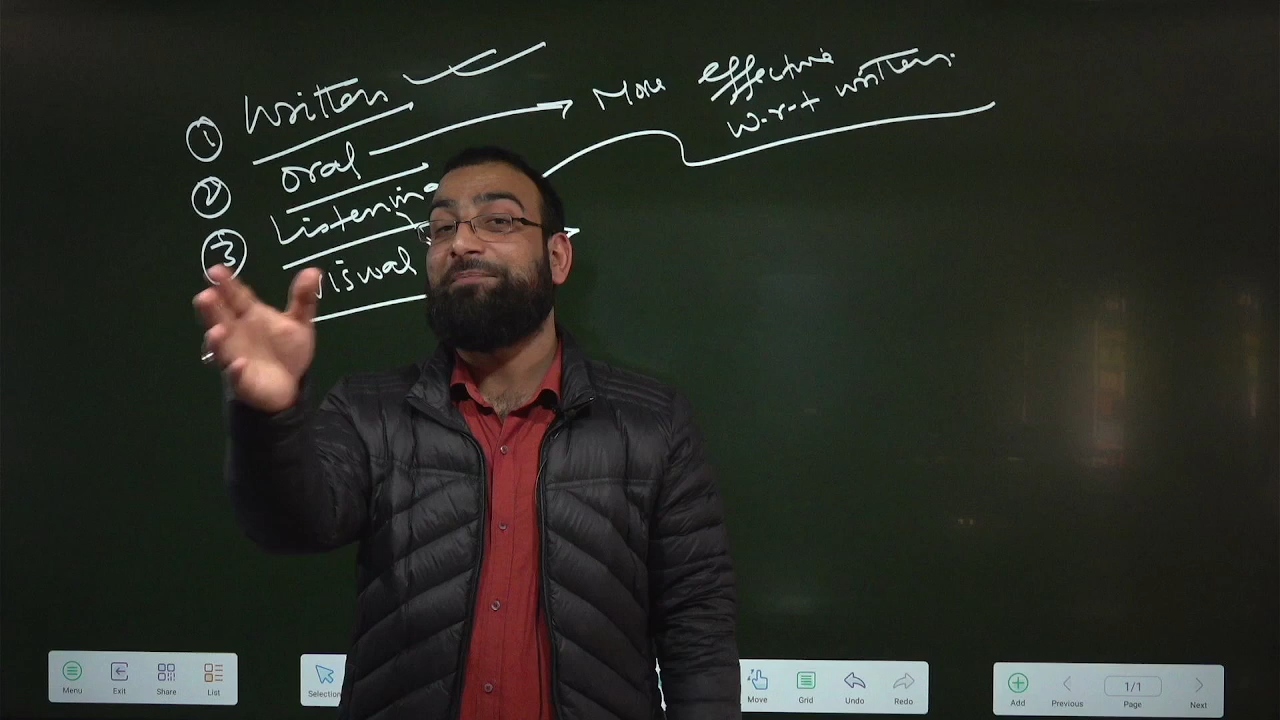 ① Written
② oral → More effective
w.r.t written.
③ Listening
visual
Menu Exit Share List Selection Move Grid Undo Redo Add Previous 1/1 Page Next